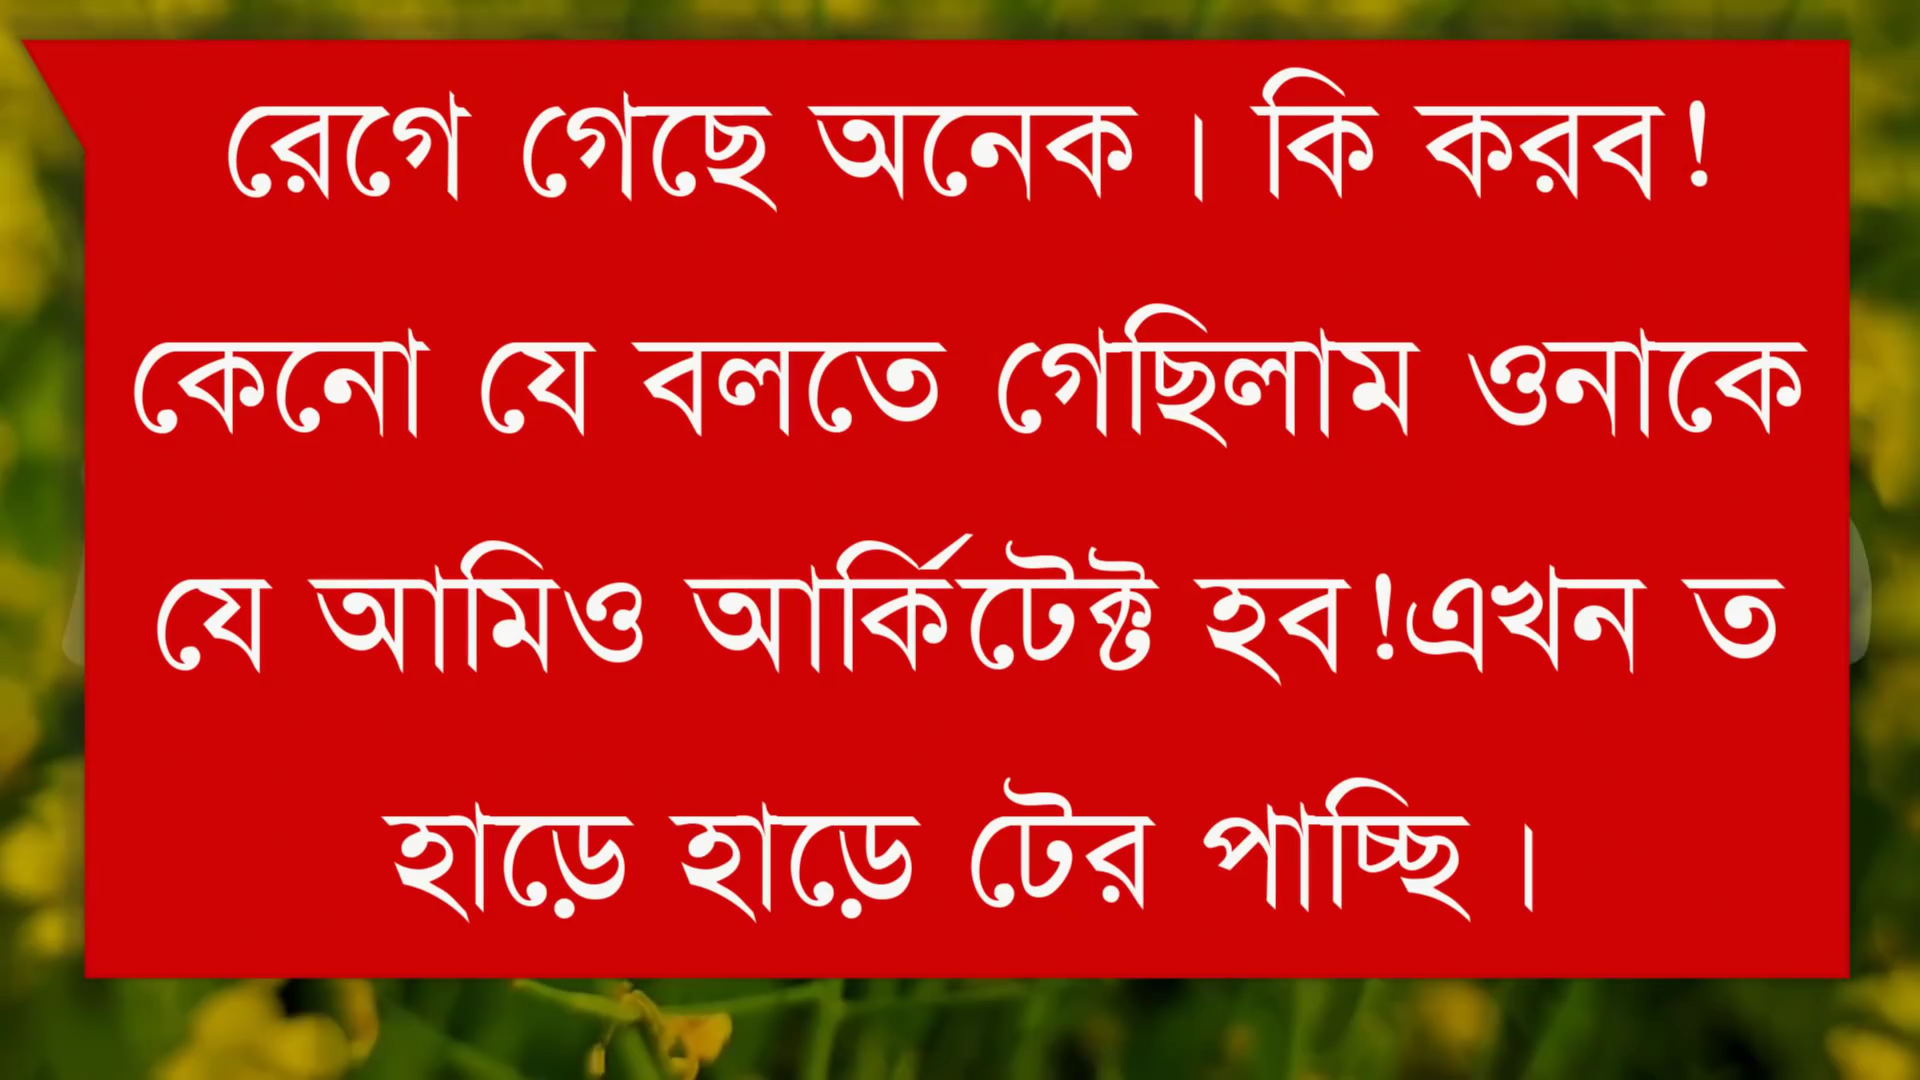 রেগে গেছে অনেক । কি করব!
কেনো যে বলতে গেছিলাম ওনাকে
যে আমিও আর্কিটেক্ট হব!এখন ত
হাড়ে হাড়ে টের পাচ্ছি ।